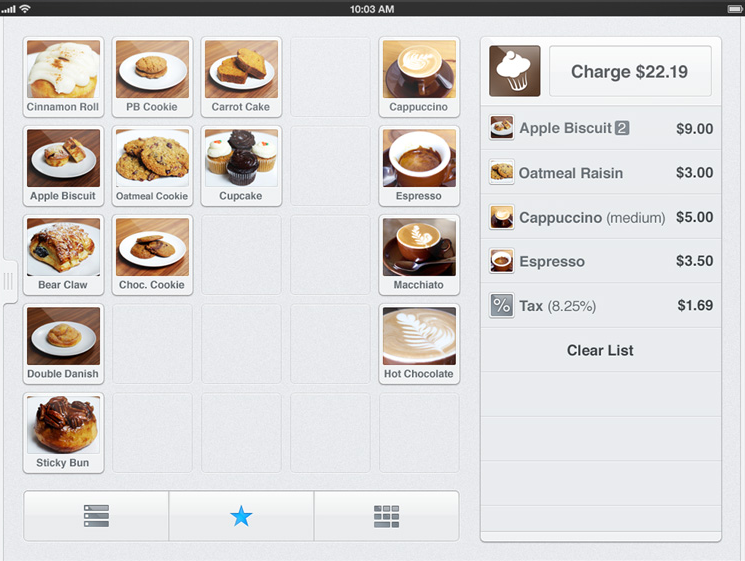 10:03 AM
Cinnamon Roll
PB Cookie
Carrot Cake
Cappuccino
Apple Biscuit
Oatmeal Cookie
Cupcake
Espresso
Bear Claw
Choc. Cookie
Macchiato
Double Danish
Hot Chocolate
Sticky Bun
Charge $22.19
Apple Biscuit 2 $9.00
Oatmeal Raisin $3.00
Cappuccino (medium) $5.00
Espresso $3.50
% Tax (8.25%) $1.69
Clear List